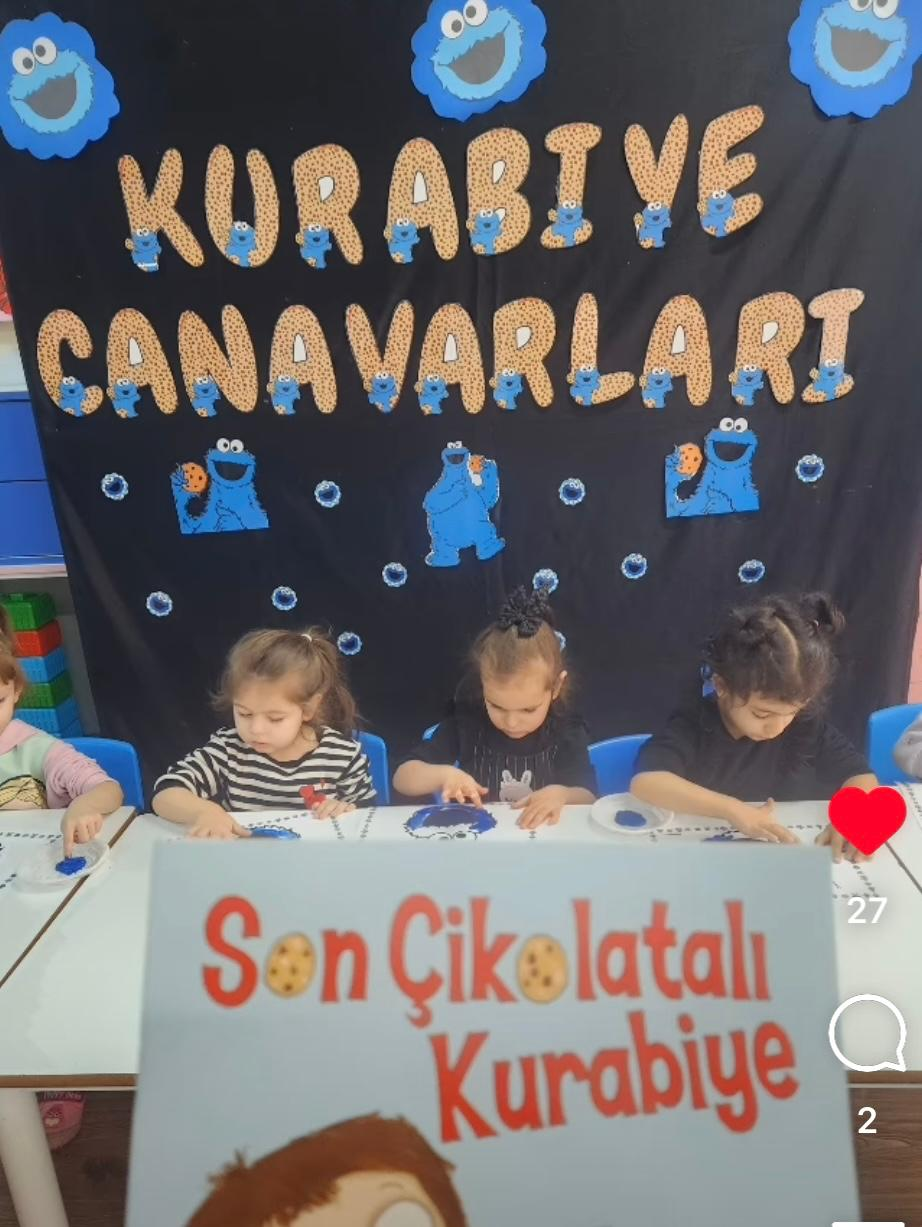 KURABIYE
CANAVARLARI
Son Çikolatalı
Kurabiye
27
2